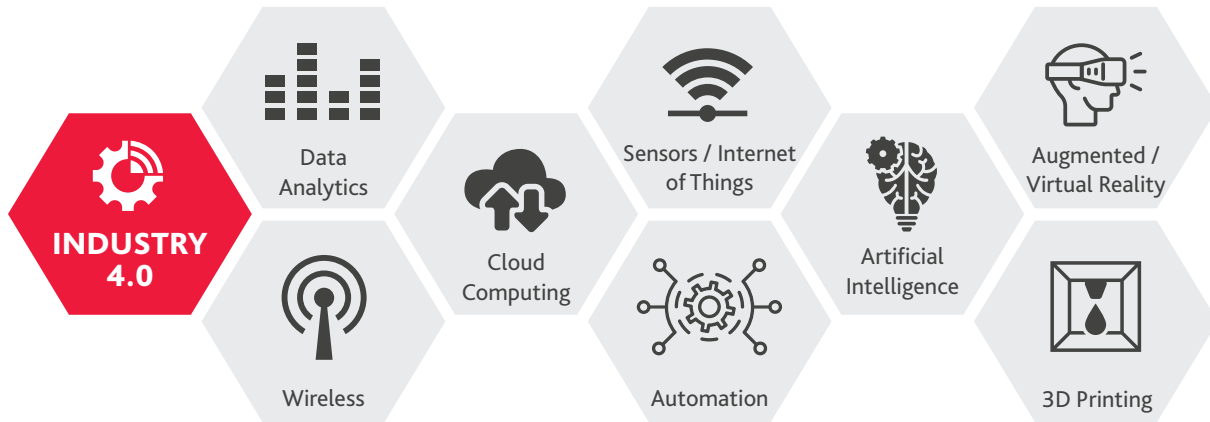 INDUSTRY
4.0
Data
Analytics
Wireless
Cloud
Computing
Sensors / Internet
of Things
Automation
Artificial
Intelligence
Augmented /
Virtual Reality
3D Printing